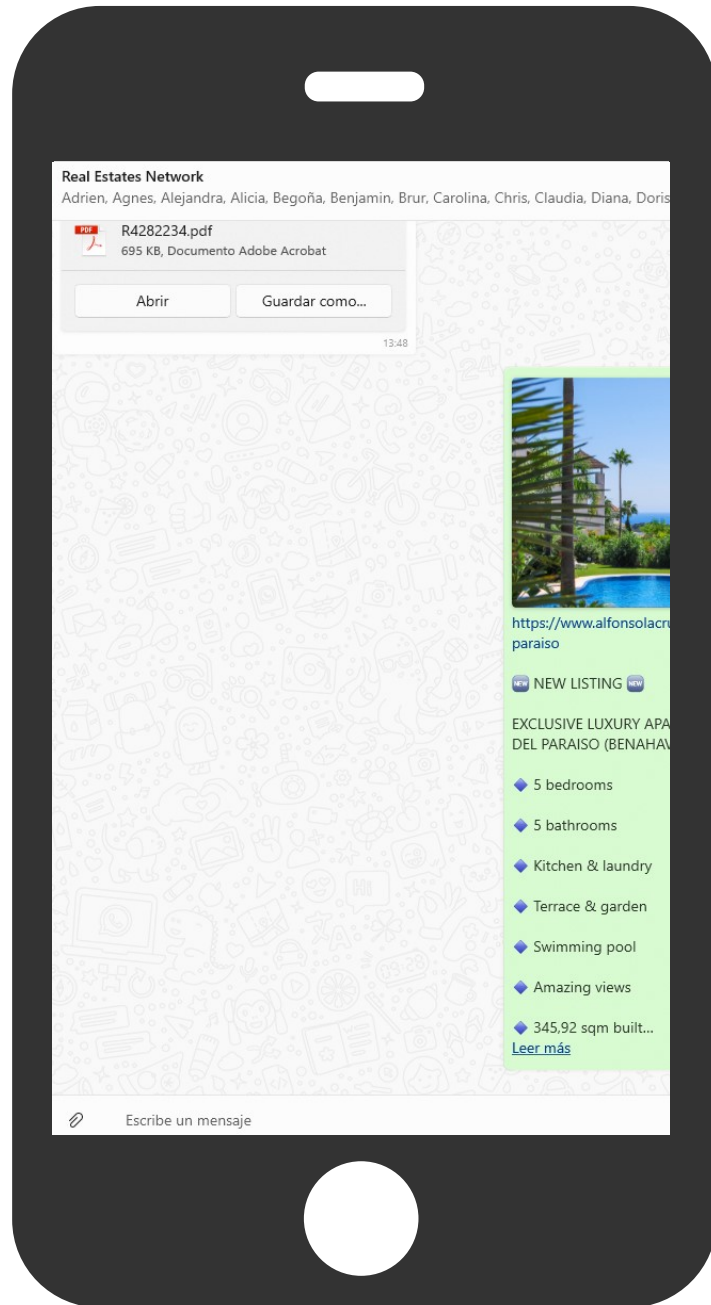 Real Estates Network
Adrien, Agnes, Alejandra, Alicia, Begoña, Benjamin, Brur, Carolina, Chris, Claudia, Diana, Doris
PDF
R4282234.pdf
695 KB, Documento Adobe Acrobat
Abrir
Guardar como...
13:48
https://www.alfonsolacru
paraiso
NEW NEW LISTING NEW
EXCLUSIVE LUXURY APA
DEL PARAISO (BENAHAV
5 bedrooms
5 bathrooms
Kitchen & laundry
Terrace & garden
Swimming pool
Amazing views
345,92 sqm built...
Leer más
Escribe un mensaje